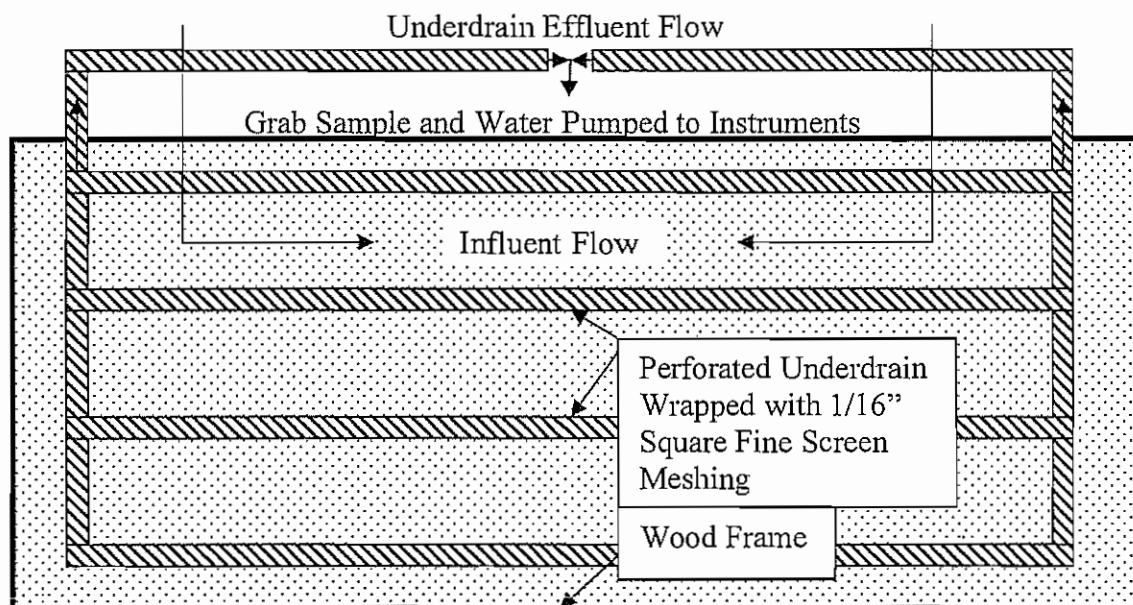 Underdrain Effluent Flow
Grab Sample and Water Pumped to Instruments
Influent Flow
Perforated Underdrain
Wrapped with 1/16”
Square Fine Screen
Meshing
Wood Frame